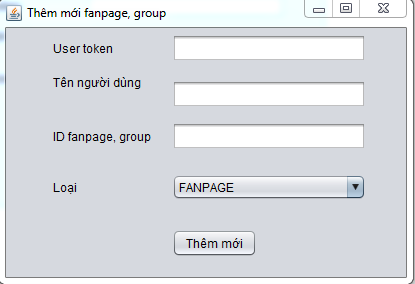 Thêm mới fanpage, group
User token
Tên người dùng
ID fanpage, group
Loại
FANPAGE
Thêm mới